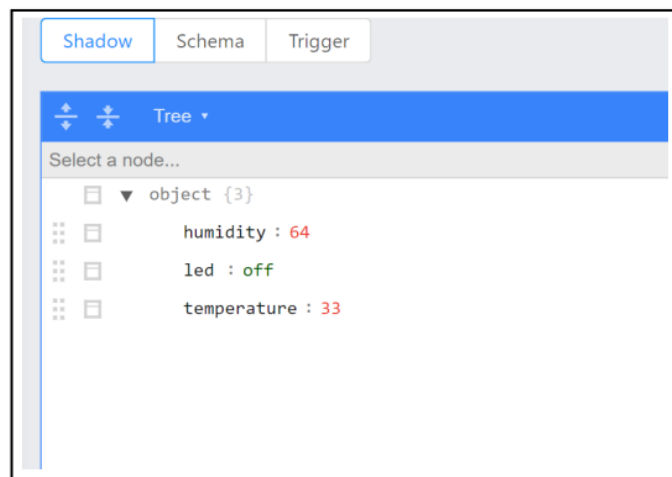 Shadow Schema Trigger
Tree ▾
Select a node...
▼ object {3}
humidity : 64
led : off
temperature : 33